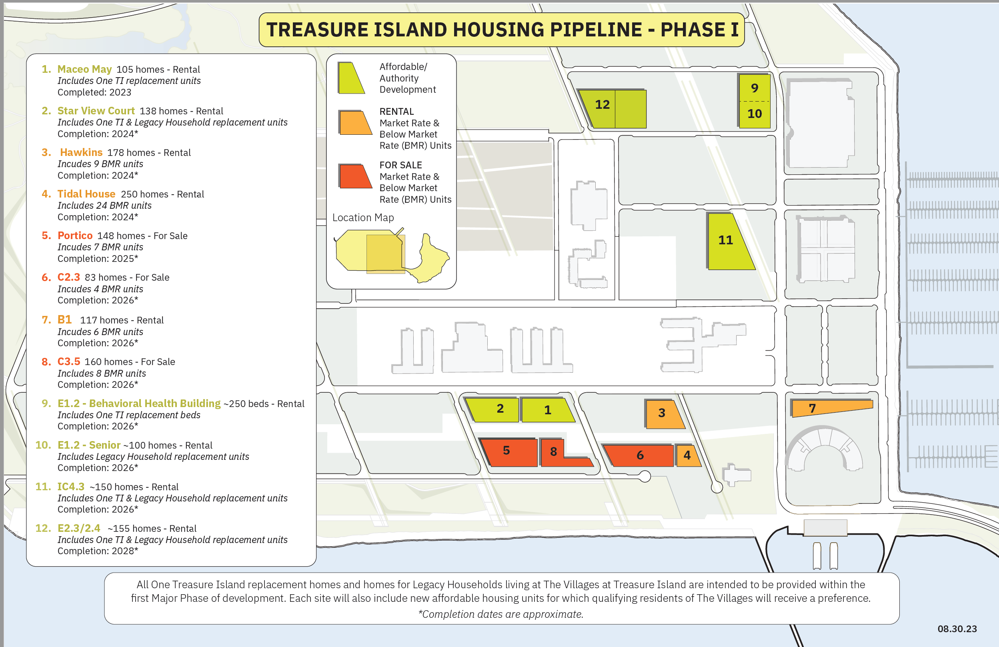 TREASURE ISLAND HOUSING PIPELINE - PHASE I
1. Maceo May 105 homes - Rental
Includes One TI replacement units
Completed: 2023
2. Star View Court 138 homes - Rental
Includes One TI & Legacy Household replacement units
Completion: 2024*
3. Hawkins 178 homes - Rental
Incudes 9 BMR units
Completion: 2024*
4. Tidal House 250 homes - Rental
Includes 24 BMR units
Completion: 2024*
5. Portico 148 homes - For Sale
Incudes 7 BMR units
Completion: 2025*
6. C2.3 83 homes - For Sale
Incudes 4 BMR units
Completion: 2026*
7. B1 117 homes - Rental
Incudes 6 BMR units
Completion: 2026*
8. C3.5 160 homes - For Sale
Includes 8 BMR units
Completion: 2026*
9. E1.2 - Behavioral Health Building ~250 beds - Rental
Includes One TI replacement beds
Completion: 2026*
10. E1.2 - Senior ~100 homes - Rental
Includes Legacy Household replacement units
Completion: 2026*
11. IC4.3 ~150 homes - Rental
Includes One TI & Legacy Household replacement units
Completion: 2026*
12. E2.3/2.4 ~155 homes - Rental
Includes One TI & Legacy Household replacement units
Completion: 2028*
Affordable/
Authority
Development
RENTAL
Market Rate &
Below Market
Rate (BMR) Units
FOR SALE
Market Rate &
Below Market
Rate (BMR) Units
Location Map
9
12
10
11
2
1
3
7
5
8
6
4
All One Treasure Island replacement homes and homes for Legacy Households living at The Villages at Treasure Island are intended to be provided within the
first Major Phase of development. Each site will also include new affordable housing units for which qualifying residents of The Villages will receive a preference.
*Completion dates are approximate.
08.30.23